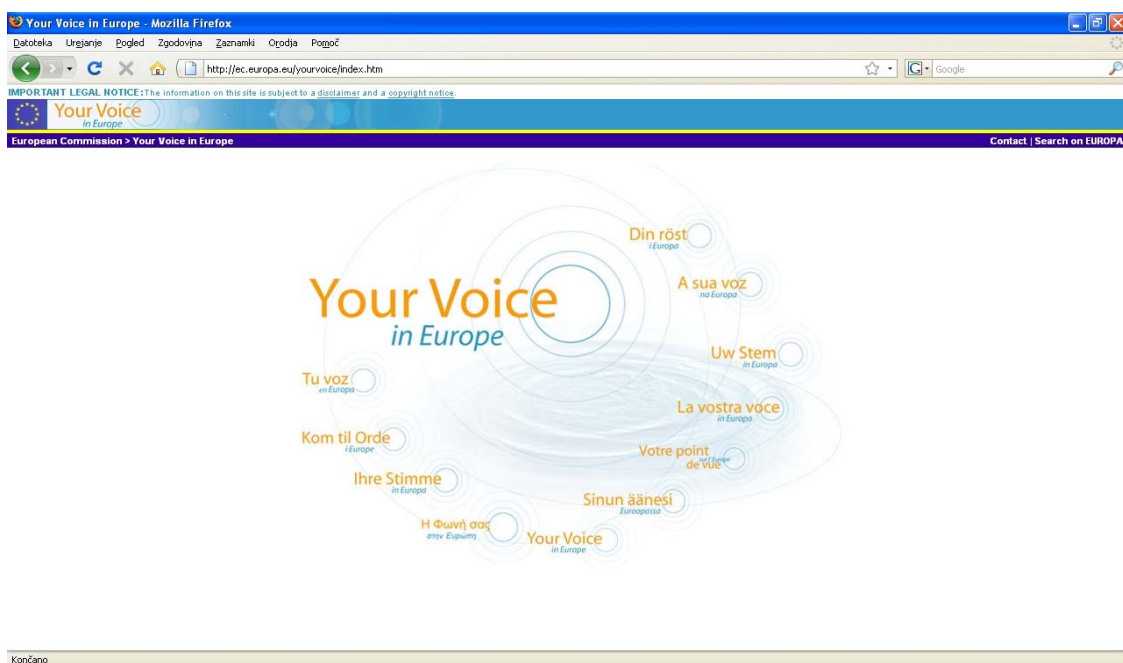 Your Voice in Europe - Mozilla Firefox
Datoteka Urejanje Pogled Zgodovina Zaznamki Orodja Pomoč
http://ec.europa.eu/yourvoice/index.htm
G Google
IMPORTANT LEGAL NOTICE: The information on this site is subject to a disclaimer and a copyright notice.
Your Voice
in Europe
European Commission > Your Voice in Europe Contact | Search on EUROPA
Din röst
i Europa
A sua voz
na Europa
Your Voice
in Europe
Uw Stem
in Europa
Tu voz
en Europa
La vostra voce
in Europa
Kom til Orde
i Europe
Votre point
sur l'Europe
de vue
Ihre Stimme
in Europa
Sinun äänesi
Euroopassa
Η Φωνή σας
στην Ευρώπη
Your Voice
in Europe
Končano